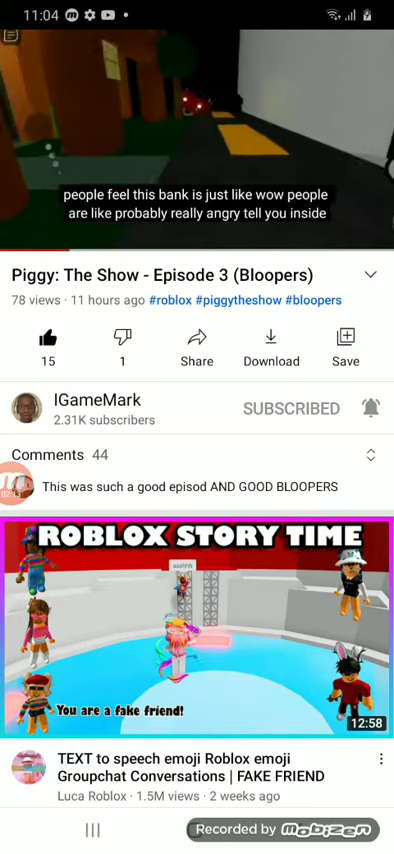 11:04
people feel this bank is just like wow people
are like probably really angry tell you inside
Piggy: The Show - Episode 3 (Bloopers)
78 views · 11 hours ago #roblox #piggytheshow #bloopers
15
1
Share
Download
Save
IGameMark
2.31K subscribers
SUBSCRIBED
Comments 44
02:13
This was such a good episod AND GOOD BLOOPERS
ROBLOX STORY TIME
You are a fake friend!
12:58
TEXT to speech emoji Roblox emoji
Groupchat Conversations | FAKE FRIEND
Luca Roblox · 1.5M views · 2 weeks ago
Recorded by mobizen